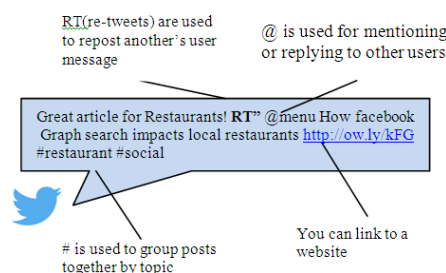 RT(re-tweets) are used
to repost another's user
message
@ is used for mentioning
or replying to other users
Great article for Restaurants! RT" @menu How facebook
Graph search impacts local restaurants http://ow.ly/kFG
#restaurant #social
You can link to a
website
# is used to group posts
together by topic